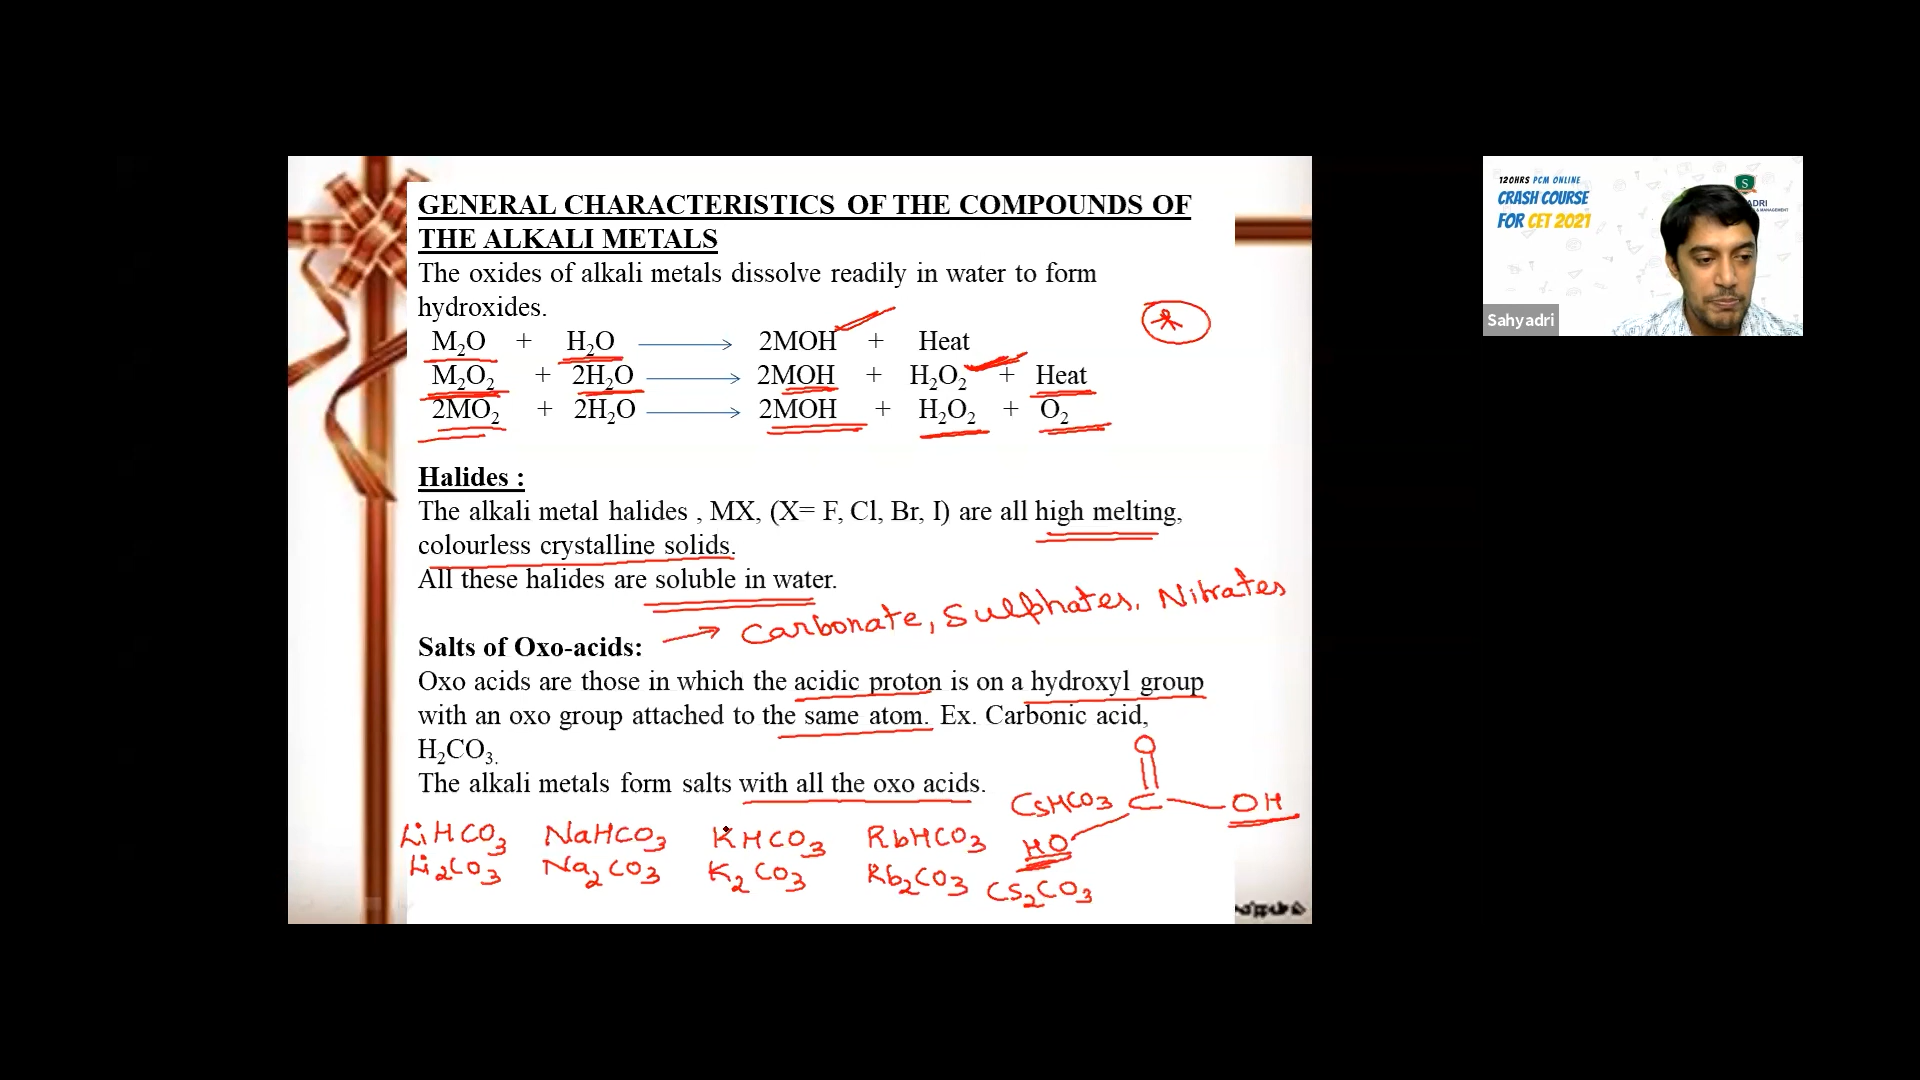 GENERAL CHARACTERISTICS OF THE COMPOUNDS OF
THE ALKALI METALS
The oxides of alkali metals dissolve readily in water to form
hydroxides.
M₂O + H₂O ⟶ 2MOH + Heat
M₂O₂ + 2H₂O ⟶ 2MOH + H₂O₂ + Heat
2MO₂ + 2H₂O ⟶ 2MOH + H₂O₂ + O₂
Halides :
The alkali metal halides , MX, (X= F, Cl, Br, I) are all high melting,
colourless crystalline solids.
All these halides are soluble in water.
→ Carbonate, Sulphates, Nitrates
Salts of Oxo-acids:
Oxo acids are those in which the acidic proton is on a hydroxyl group
with an oxo group attached to the same atom. Ex. Carbonic acid,
H₂CO₃.
The alkali metals form salts with all the oxo acids.
O
CsHCO₃ C OH
LiHCO₃ NaHCO₃ KHCO₃ RbHCO₃ HO
Li₂CO₃ Na₂CO₃ K₂CO₃ Rb₂CO₃ Cs₂CO₃
120HRS PCM ONLINE
CRASH COURSE
FOR CET 2021
S
ADRI
& MANAGEMENT
Sahyadri